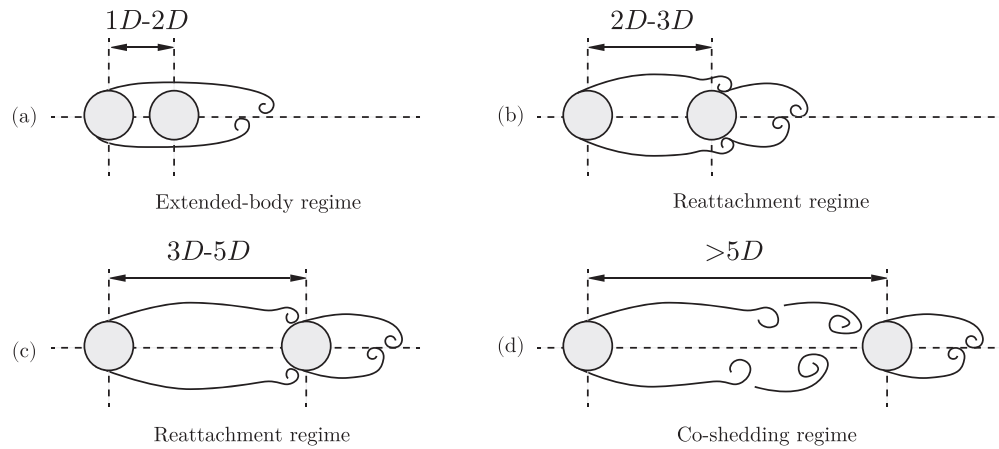 1D-2D
(a)
Extended-body regime
2D-3D
(b)
Reattachment regime
3D-5D
(c)
Reattachment regime
>5D
(d)
Co-shedding regime